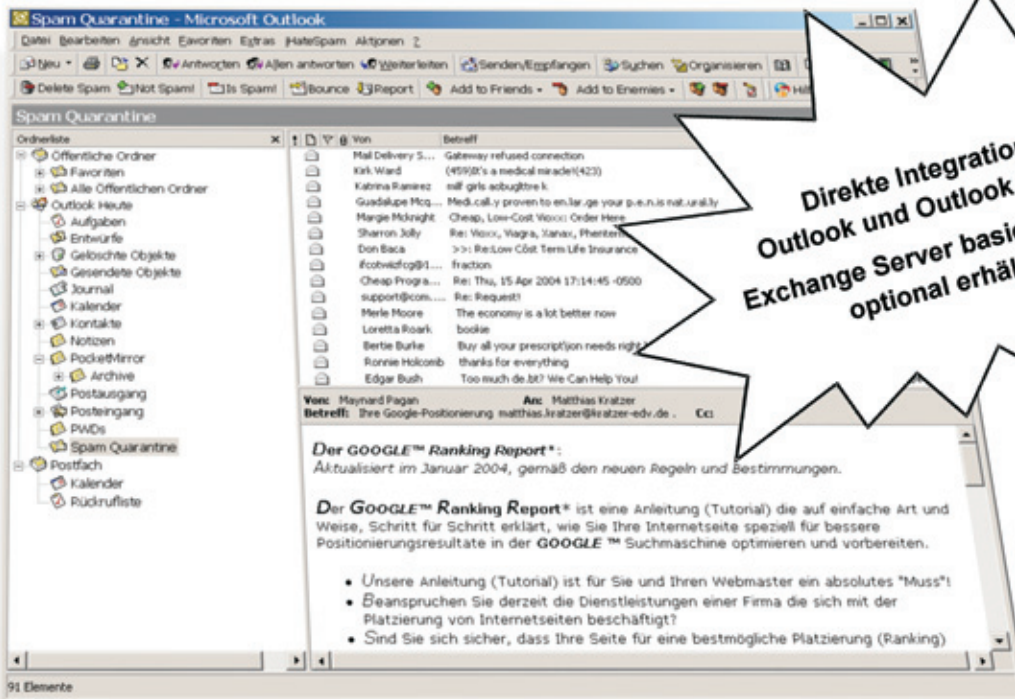 Spam Quarantine - Microsoft Outlook
Datei Bearbeiten Ansicht Favoriten Extras iHateSpam Aktionen ?
Neu Antworten Allen antworten Weiterleiten Senden/Empfangen Suchen Organisieren
Delete Spam Not Spam! Is Spam! Bounce Report Add to Friends Add to Enemies
Spam Quarantine
Ordnerliste
Öffentliche Ordner
Favoriten
Alle Öffentlichen Ordner
Outlook Heute
Aufgaben
Entwürfe
Gelöschte Objekte
Gesendete Objekte
Journal
Kalender
Kontakte
Notizen
PocketMirror
Archive
Postausgang
Posteingang
PWDs
Spam Quarantine
Postfach
Kalender
Rückrufliste
Von Betreff
Mail Delivery S... Gateway refused connection
Kirk Ward (459)It's a medical miracle!(423)
Katrina Ramirez milf girls aobuglttre k
Guadalupe Mcq... Medi.call.y proven to en.lar.ge your p.e.n.is nat.ural.ly
Margie Mcknight Cheap, Low-Cost Vioxx: Order Here
Sharron Jolly Re: Vioxx, Viagra, Xanax,
Don Baca >>: Re:Low Côst Term Life Insurance
fraction
Cheap Progra... Re: Thu, 15 Apr 2004 17:14:45 -0500
support@com.... Re: Request!
Merle Moore The economy is a lot better now
Loretta Roark bookie
Bertie Burke Buy all your prescript\ion needs right
Ronnie Holcomb thanks for everything
Edgar Bush Too much de.bt? We Can Help You!
Direkte Integration
Outlook und Outlook
Exchange Server
optional
Von: Maynard Pagan An: Matthias Kratzer
Betreff: Ihre Google-Positionierung matthias.kratzer@kratzer-edv.de . Cc:
Der GOOGLE™ Ranking Report*:
Aktualisiert im Januar 2004, gemäß den neuen Regeln und Bestimmungen.
Der GOOGLE™ Ranking Report* ist eine Anleitung (Tutorial) die auf einfache Art und
Weise, Schritt für Schritt erklärt, wie Sie Ihre Internetseite speziell für bessere
Positionierungsresultate in der GOOGLE ™ Suchmaschine optimieren und vorbereiten.
• Unsere Anleitung (Tutorial) ist für Sie und Ihren Webmaster ein absolutes "Muss"!
• Beanspruchen Sie derzeit die Dienstleistungen einer Firma die sich mit der
Platzierung von Internetseiten beschäftigt?
• Sind Sie sich sicher, dass Ihre Seite für eine bestmögliche Platzierung (Ranking)
91 Elemente